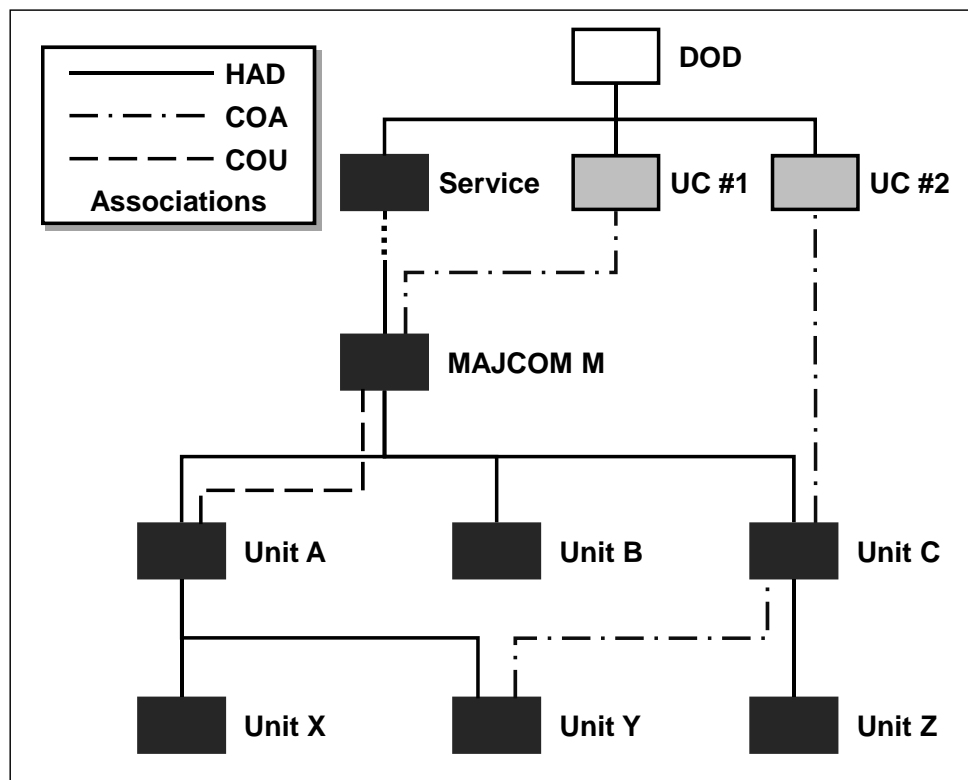 HAD
COA
COU
Associations
DOD
Service
UC #1
UC #2
MAJCOM M
Unit A
Unit B
Unit C
Unit X
Unit Y
Unit Z